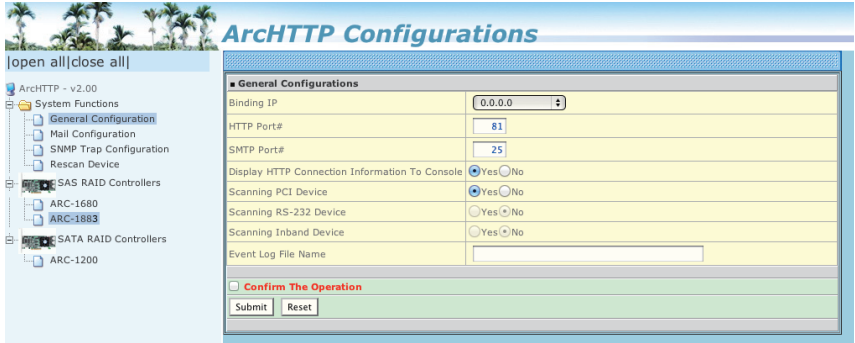 ArcHTTP Configurations
|open all|close all|
ArcHTTP - v2.00
System Functions
General Configuration
Mail Configuration
SNMP Trap Configuration
Rescan Device
SAS RAID Controllers
ARC-1680
ARC-1883
SATA RAID Controllers
ARC-1200
General Configurations
Binding IP 0.0.0.0
HTTP Port# 81
SMTP Port# 25
Display HTTP Connection Information To Console Yes No
Scanning PCI Device Yes No
Scanning RS-232 Device Yes No
Scanning Inband Device Yes No
Event Log File Name
Confirm The Operation
Submit Reset